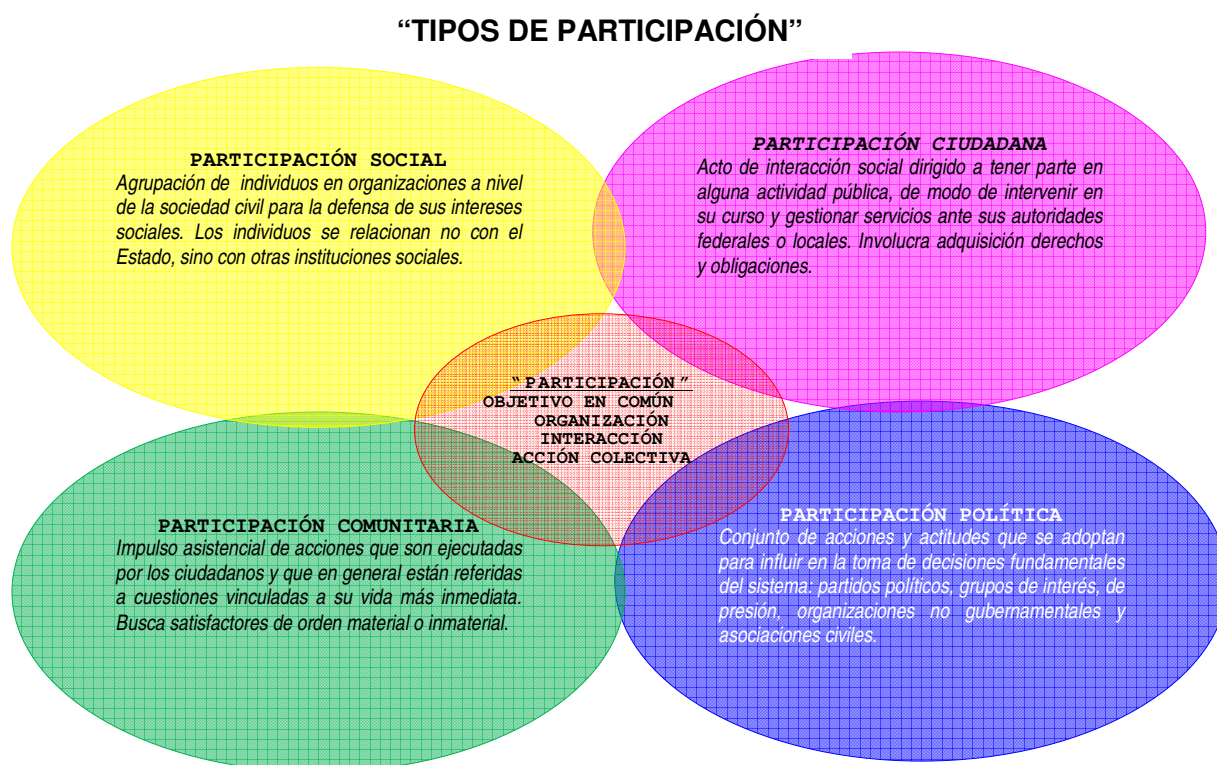 “TIPOS DE PARTICIPACIÓN”
PARTICIPACIÓN SOCIAL
Agrupación de individuos en organizaciones a nivel
de la sociedad civil para la defensa de sus intereses
sociales. Los individuos se relacionan no con el
Estado, sino con otras instituciones sociales.
PARTICIPACIÓN CIUDADANA
Acto de interacción social dirigido a tener parte en
alguna actividad pública, de modo de intervenir en
su curso y gestionar servicios ante sus autoridades
federales o locales. Involucra adquisición derechos
y obligaciones.
“PARTICIPACIÓN”
OBJETIVO EN COMÚN
ORGANIZACIÓN
INTERACCIÓN
ACCIÓN COLECTIVA
PARTICIPACIÓN COMUNITARIA
Impulso asistencial de acciones que son ejecutadas
por los ciudadanos y que en general están referidas
a cuestiones vinculadas a su vida más inmediata.
Busca satisfactores de orden material o inmaterial.
PARTICIPACIÓN POLÍTICA
Conjunto de acciones y actitudes que se adoptan
para influir en la toma de decisiones fundamentales
del sistema: partidos políticos, grupos de interés, de
presión, organizaciones no gubernamentales y
asociaciones civiles.